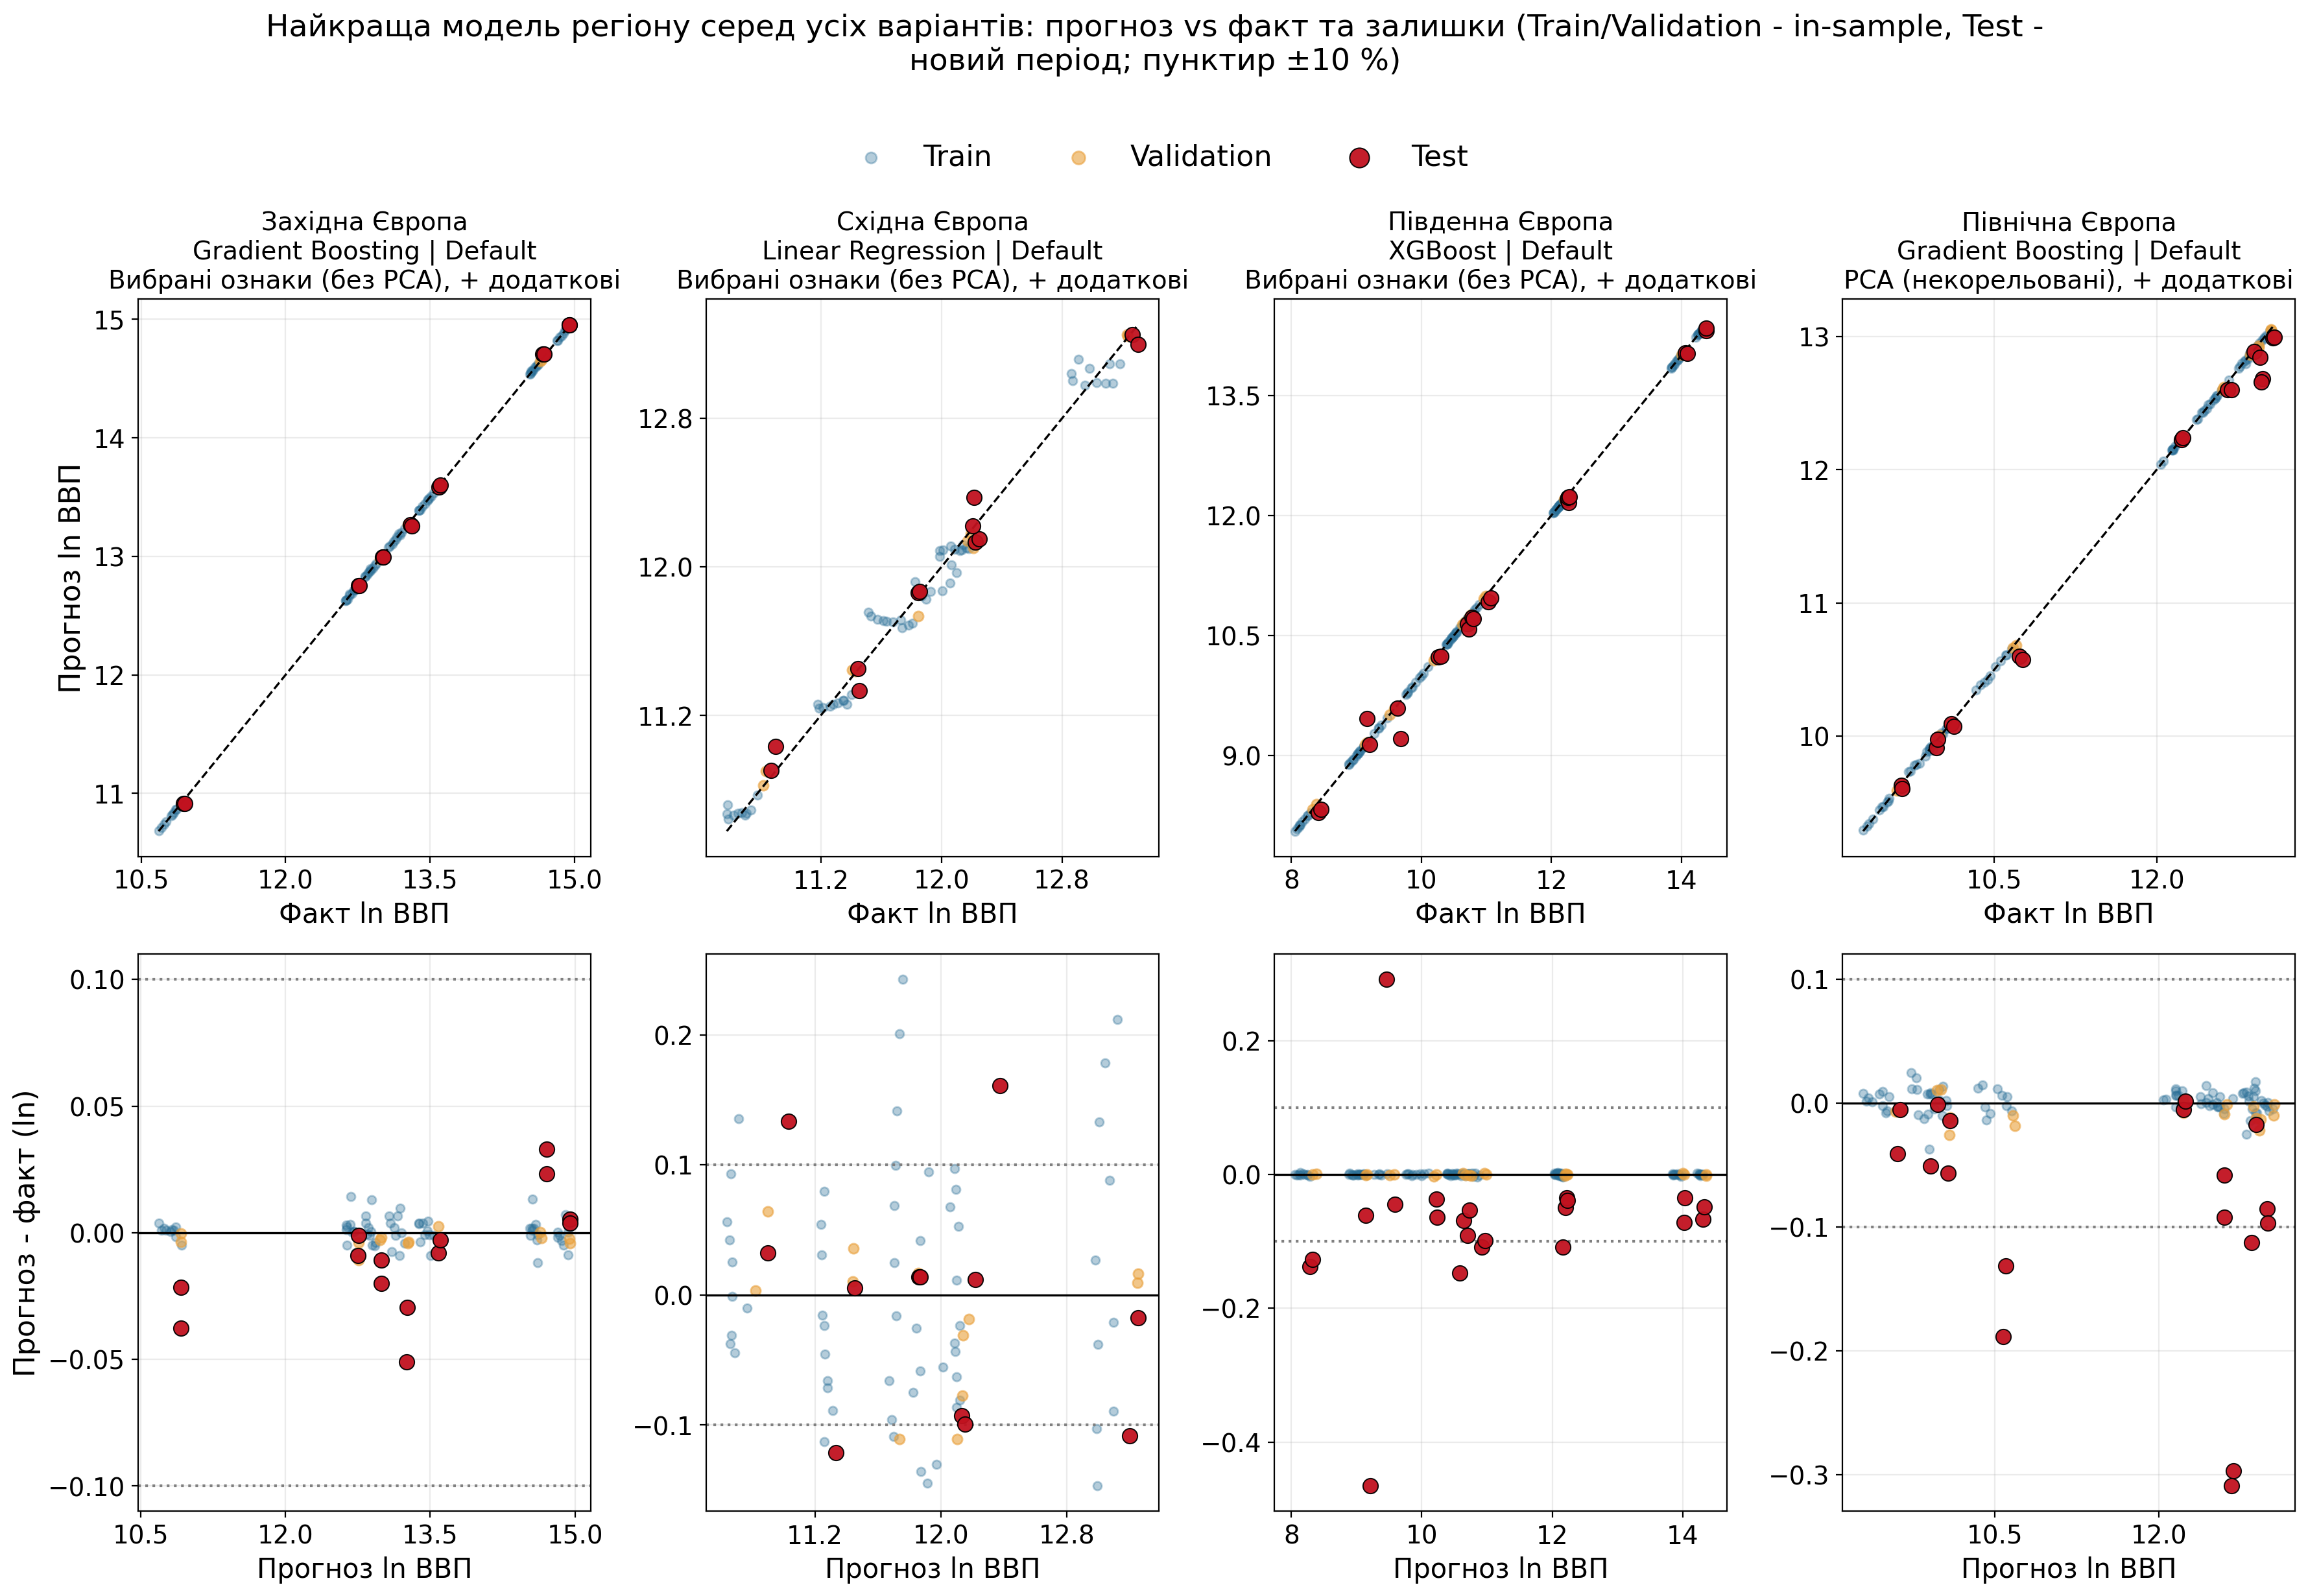 Найкраща модель регіону серед усіх варіантів: прогноз vs факт та залишки (Train/Validation - in-sample, Test -
новий період; пунктир ±10 %)
Train
Validation
Test
Західна Європа
Gradient Boosting | Default
Вибрані ознаки (без PCA), + додаткові
Східна Європа
Linear Regression | Default
Вибрані ознаки (без PCA), + додаткові
Південна Європа
XGBoost | Default
Вибрані ознаки (без PCA), + додаткові
Північна Європа
Gradient Boosting | Default
PCA (некорельовані), + додаткові
Прогноз ln ВВП
15
14
13
12
11
10.5 12.0 13.5 15.0
Факт ln ВВП
12.8
12.0
11.2
11.2 12.0 12.8
Факт ln ВВП
13.5
12.0
10.5
9.0
8 10 12 14
Факт ln ВВП
13
12
11
10
10.5 12.0
Факт ln ВВП
Прогноз - факт (ln)
0.10
0.05
0.00
−0.05
−0.10
10.5 12.0 13.5 15.0
Прогноз ln ВВП
0.2
0.1
0.0
−0.1
11.2 12.0 12.8
Прогноз ln ВВП
0.2
0.0
−0.2
−0.4
8 10 12 14
Прогноз ln ВВП
0.1
0.0
−0.1
−0.2
−0.3
10.5 12.0
Прогноз ln ВВП